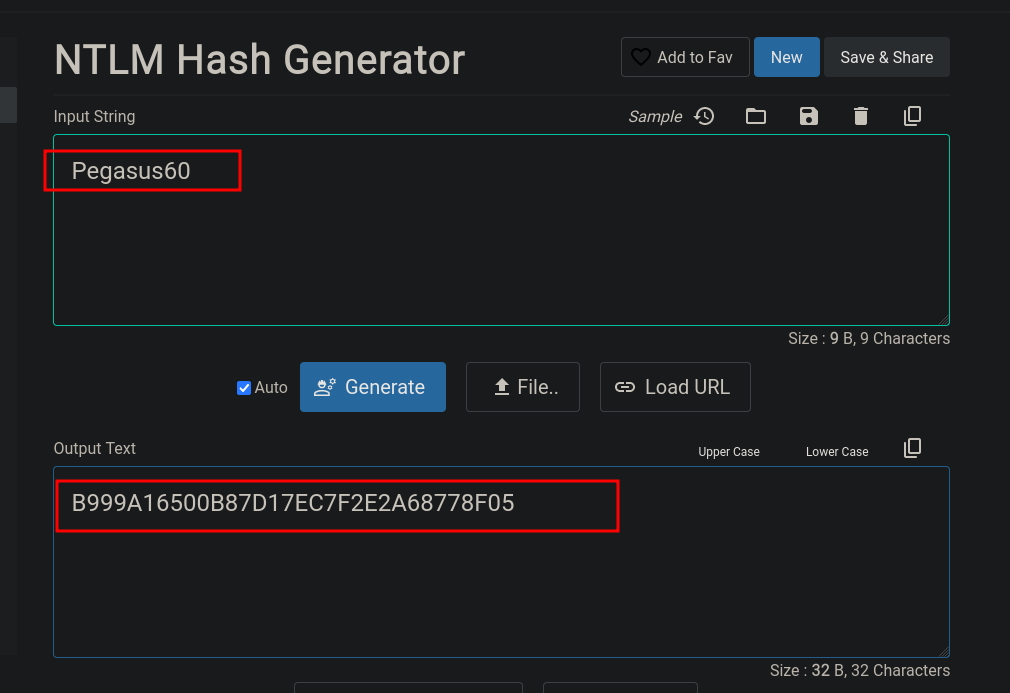 NTLM Hash Generator
Add to Fav
New
Save & Share
Input String
Sample
Pegasus60
Size : 9 B, 9 Characters
Auto
Generate
File..
Load URL
Output Text
Upper Case
Lower Case
B999A16500B87D17EC7F2E2A68778F05
Size : 32 B, 32 Characters